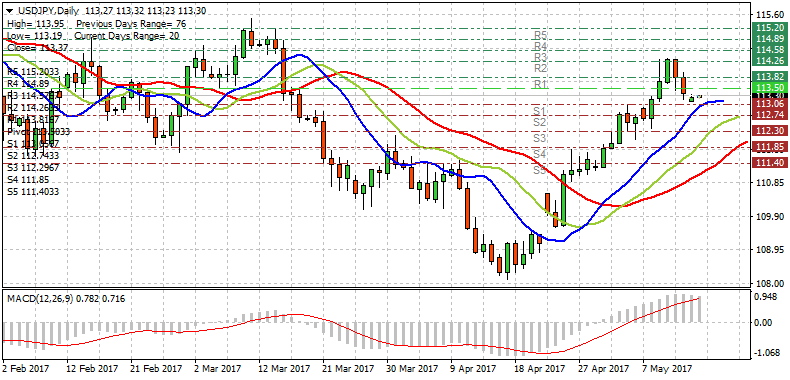 USDJPY,Daily 113,27 113,32 113,23 113,30
High= 113,95 Previous Days Range= 76
Low= 113.19 Current Days Range= 20
Close= 113,37
R5 115.2033
R4 114.89
S2 112.7433
S3 112.2967
S4 111.85
S5 111.4033
R5
R4
R3
R2
R1
S1
S2
S3
S4
S5
115.60
115.20
114.89
114.58
114.26
113.82
113.50
113.30
113.06
112.74
112.30
111.85
111.40
110.85
109.90
108.95
108.00
MACD(12,26,9) 0.782 0.716
0.948
0.00
-1.068
2 Feb 2017
12 Feb 2017
21 Feb 2017
2 Mar 2017
12 Mar 2017
21 Mar 2017
30 Mar 2017
9 Apr 2017
18 Apr 2017
27 Apr 2017
7 May 2017